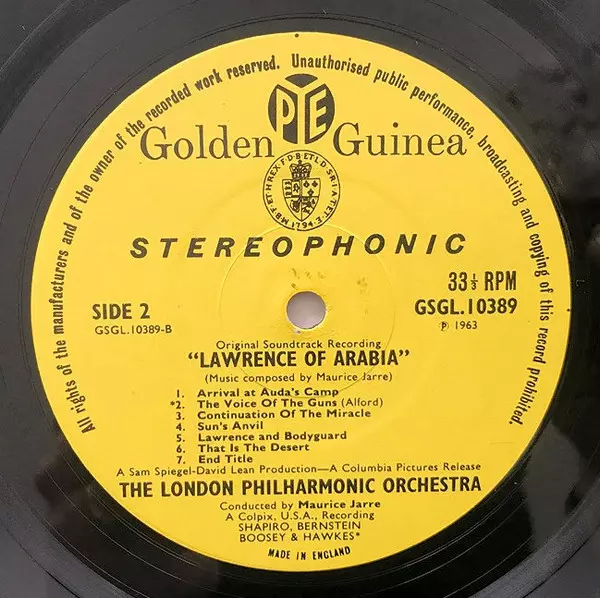 All rights of the manufacturers and of the owner of the recorded work reserved. Unauthorised public performance, broadcasting and copying of this record prohibited.
PYE
Golden Guinea
STEREOPHONIC
SIDE 2
GSGL.10389-B
33⅓ RPM
GSGL.10389
℗ 1963
Original Soundtrack Recording
"LAWRENCE OF ARABIA"
(Music composed by Maurice Jarre)
1. Arrival at Auda's Camp
*2. The Voice Of The Guns (Alford)
3. Continuation Of The Miracle
4. Sun's Anvil
5. Lawrence and Bodyguard
6. That Is the Desert
7. End Title
A Sam Spiegel-David Lean Production—A Columbia Pictures Release
THE LONDON PHILHARMONIC ORCHESTRA
Conducted by Maurice Jarre
A Colpix, U.S.A., Recording
SHAPIRO, BERNSTEIN
BOOSEY & HAWKES*
MADE IN ENGLAND